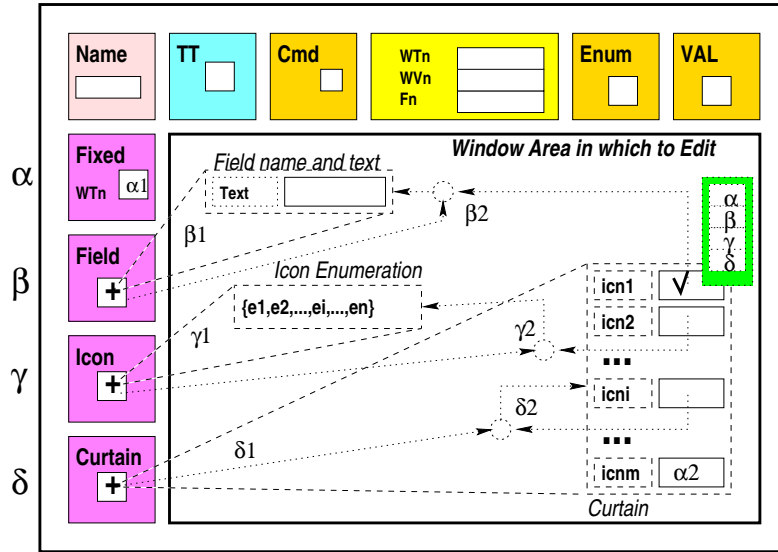 Name
TT
Cmd
WTn
WVn
Fn
Enum
VAL
Window Area in which to Edit
α
Fixed
WTn α1
Field name and text
Text
β1
β2
α
β
γ
δ
β
Field
+
Icon Enumeration
{e1,e2,...,ei,...,en}
γ1
γ2
icn1 √
icn2
...
icni
...
icnm α2
Curtain
γ
Icon
+
δ
Curtain
+
δ1
δ2